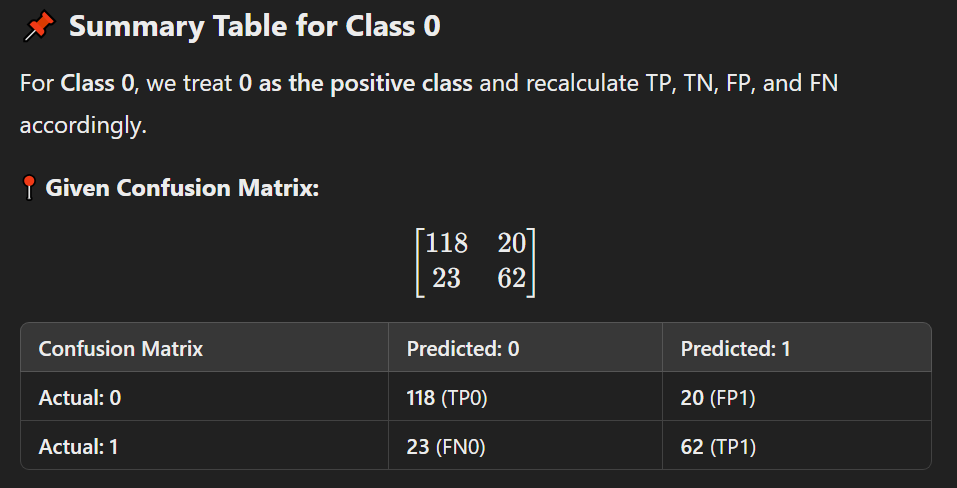 📌 Summary Table for Class 0
For Class 0, we treat 0 as the positive class and recalculate TP, TN, FP, and FN
accordingly.
📍 Given Confusion Matrix:
[118 20]
[23 62]
Confusion Matrix Predicted: 0 Predicted: 1
Actual: 0 118 (TP0) 20 (FP1)
Actual: 1 23 (FN0) 62 (TP1)